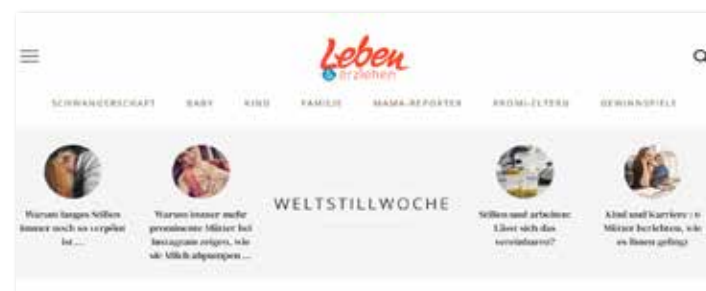 Leben
& erziehen
SCHWANGERSCHAFT BABY KIND FAMILIE MAMA-REPORTER PROMI-ELTERN GEWINNSPIELE
WELTSTILLWOCHE
Warum langes Stillen
immer noch so verpönt
ist ...
Warum immer mehr
prominente Mütter bei
Instagram zeigen, wie
sie Milch abpumpen ...
Stillen und arbeiten:
Lässt sich das
vereinbaren?
Kind und Karriere: 6
Mütter berichten, wie
es ihnen gelingt